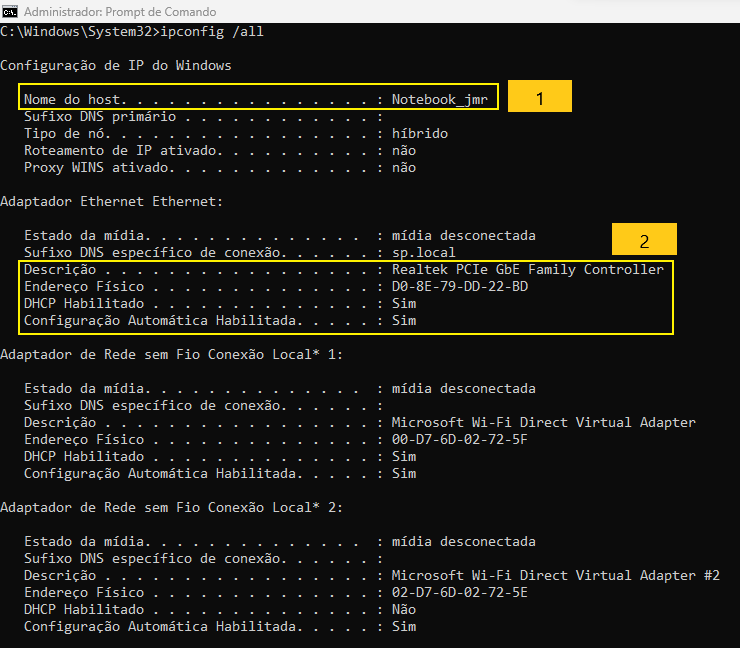 Administrador: Prompt de Comando
C:\Windows\System32>ipconfig /all
Configuração de IP do Windows
Nome do host. . . . . . . . . . . . . . . . : Notebook_jmr
1
Sufixo DNS primário . . . . . . . . . . . . :
Tipo de nó. . . . . . . . . . . . . . . . . : híbrido
Roteamento de IP ativado. . . . . . . . . . : não
Proxy WINS ativado. . . . . . . . . . . . . : não
Adaptador Ethernet Ethernet:
Estado da mídia. . . . . . . . . . . . . .  : mídia desconectada
2
Sufixo DNS específico de conexão. . . . . . : sp.local
Descrição . . . . . . . . . . . . . . . . . : Realtek PCIe GbE Family Controller
Endereço Físico . . . . . . . . . . . . . . : D0-8E-79-DD-22-BD
DHCP Habilitado . . . . . . . . . . . . . . : Sim
Configuração Automática Habilitada. . . . . : Sim
Adaptador de Rede sem Fio Conexão Local* 1:
Estado da mídia. . . . . . . . . . . . . .  : mídia desconectada
Sufixo DNS específico de conexão. . . . . . :
Descrição . . . . . . . . . . . . . . . . . : Microsoft Wi-Fi Direct Virtual Adapter
Endereço Físico . . . . . . . . . . . . . . : 00-D7-6D-02-72-5F
DHCP Habilitado . . . . . . . . . . . . . . : Sim
Configuração Automática Habilitada. . . . . : Sim
Adaptador de Rede sem Fio Conexão Local* 2:
Estado da mídia. . . . . . . . . . . . . .  : mídia desconectada
Sufixo DNS específico de conexão. . . . . . :
Descrição . . . . . . . . . . . . . . . . . : Microsoft Wi-Fi Direct Virtual Adapter #2
Endereço Físico . . . . . . . . . . . . . . : 02-D7-6D-02-72-5E
DHCP Habilitado . . . . . . . . . . . . . . : Não
Configuração Automática Habilitada. . . . . : Sim